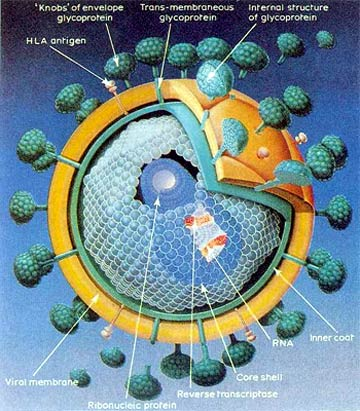 'Knobs' of envelope
glycoprotein
Trans-membraneous
glycoprotein
Internal structure
of glycoprotein
HLA antigen
RNA
Inner coat
Viral membrane
Core shell
Reverse transcriptase
Ribonucleic protein